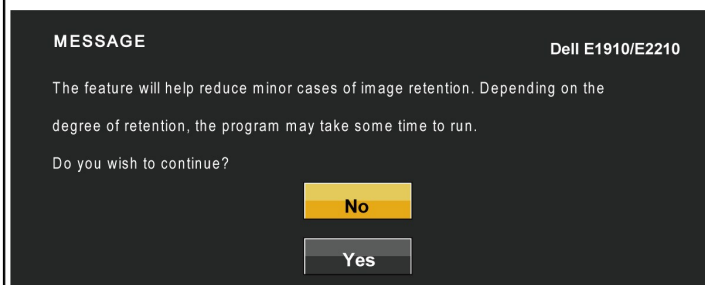 MESSAGE
Dell E1910/E2210
The feature will help reduce minor cases of image retention. Depending on the
degree of retention, the program may take some time to run.
Do you wish to continue?
No
Yes